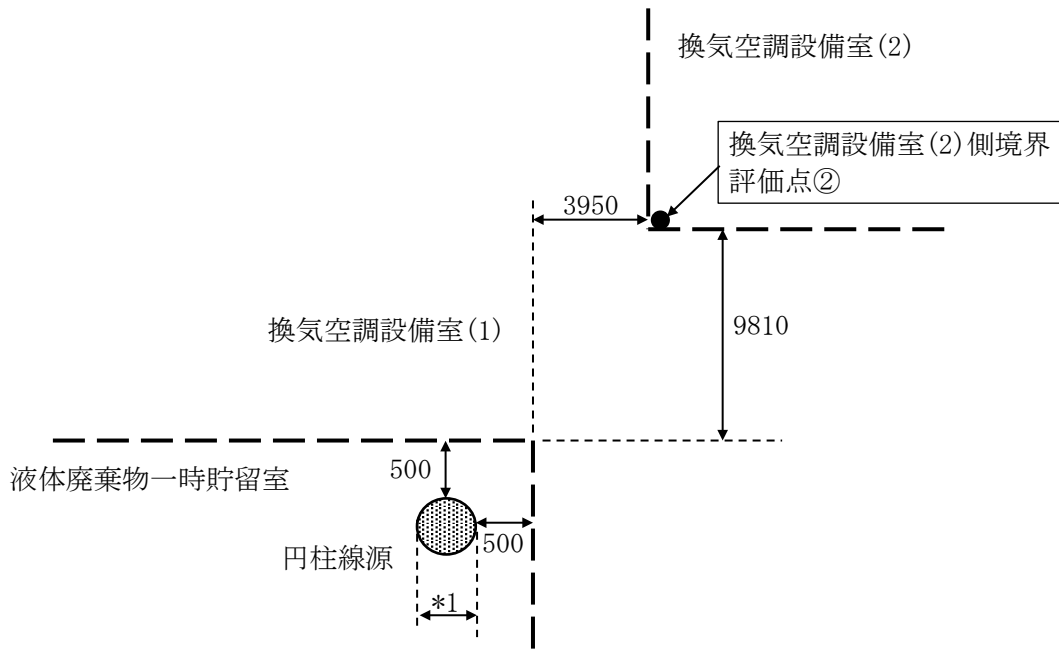 換気空調設備室(2)
換気空調設備室(2)側境界
評価点②
3950
換気空調設備室(1)
9810
液体廃棄物一時貯留室
500
500
円柱線源
*1